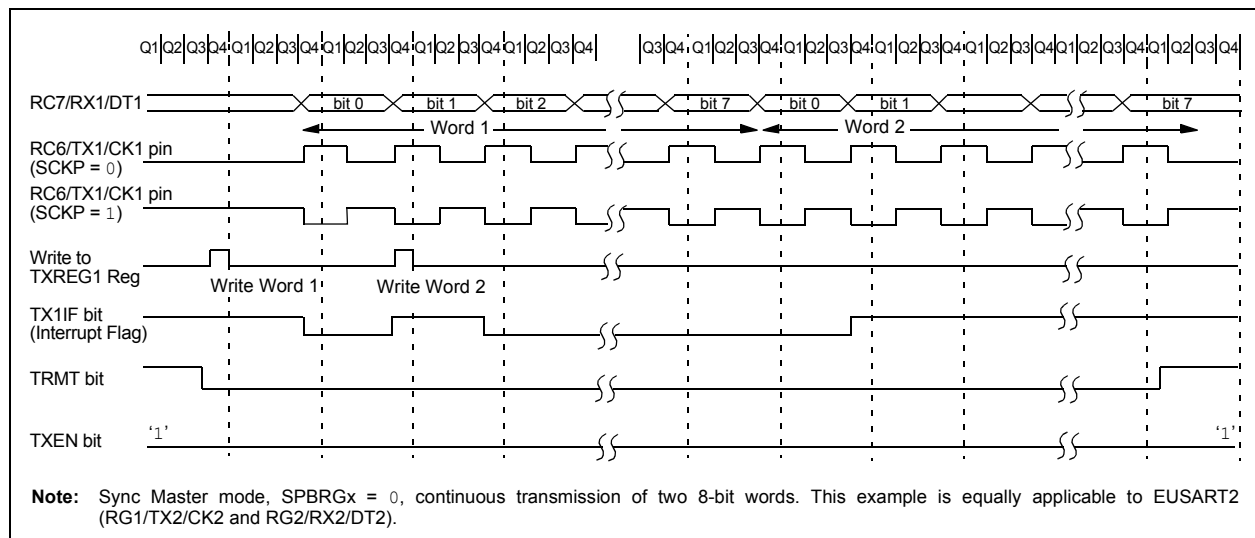 Q1 Q2 Q3 Q4 Q1 Q2 Q3 Q4 Q1 Q2 Q3 Q4 Q1 Q2 Q3 Q4 Q1 Q2 Q3 Q4 Q3 Q4 Q1 Q2 Q3 Q4 Q1 Q2 Q3 Q4 Q1 Q2 Q3 Q4 Q1 Q2 Q3 Q4 Q1 Q2 Q3 Q4 Q1 Q2 Q3 Q4
RC7/RX1/DT1 bit 0 bit 1 bit 2 bit 7 bit 0 bit 1 bit 7
Word 1 Word 2
RC6/TX1/CK1 pin
(SCKP = 0)
RC6/TX1/CK1 pin
(SCKP = 1)
Write to
TXREG1 Reg
Write Word 1 Write Word 2
TX1IF bit
(Interrupt Flag)
TRMT bit
TXEN bit ‘1’ ‘1’
Note: Sync Master mode, SPBRGx = 0, continuous transmission of two 8-bit words. This example is equally applicable to EUSART2
(RG1/TX2/CK2 and RG2/RX2/DT2).